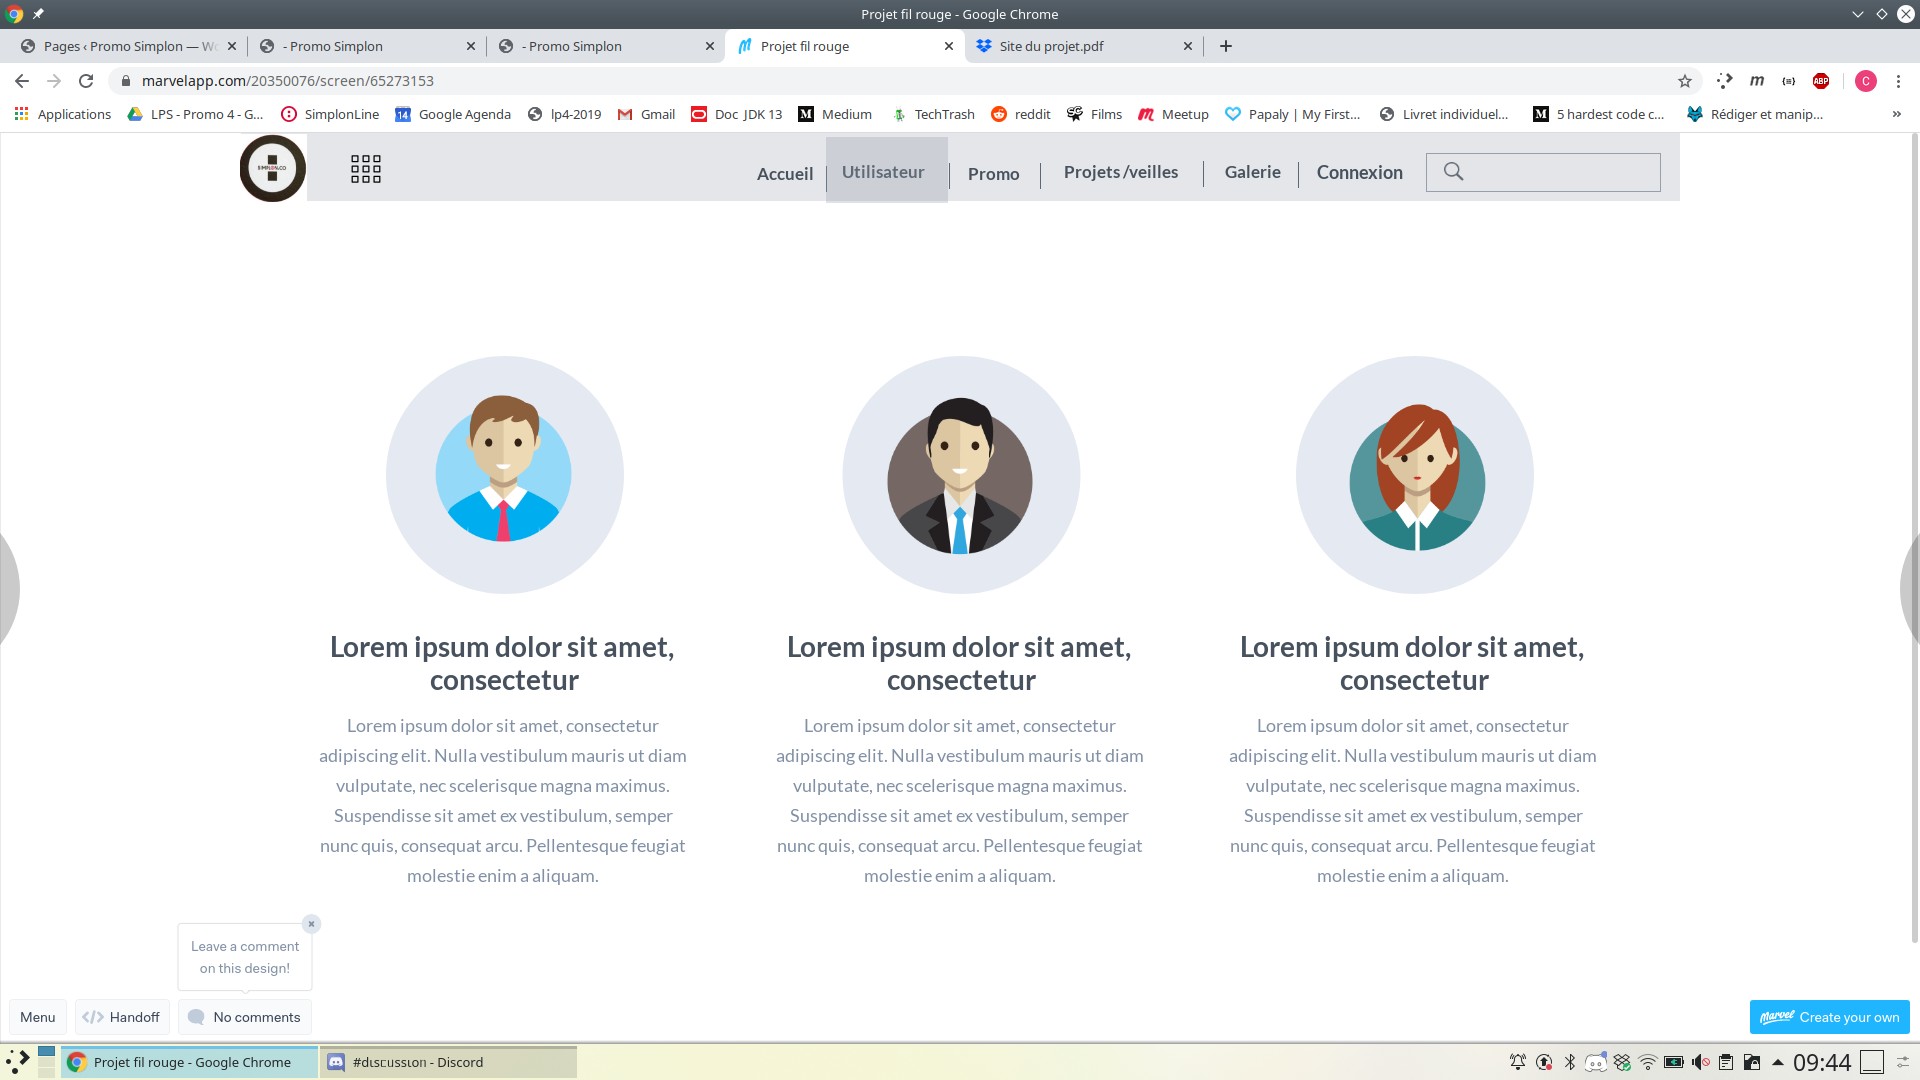 Projet fil rouge - Google Chrome
Pages ‹ Promo Simplon — Wo
- Promo Simplon
- Promo Simplon
Projet fil rouge
Site du projet.pdf
marvelapp.com/20350076/screen/65273153
m
ABP
C
Applications
LPS - Promo 4 - G...
SimplonLine
14
Google Agenda
lp4-2019
Gmail
Doc JDK 13
Medium
TechTrash
reddit
Films
Meetup
Papaly | My First...
Livret individuel...
5 hardest code c...
Rédiger et manip...
»
SIMPLON.CO
Accueil
Utilisateur
Promo
Projets /veilles
Galerie
Connexion
Lorem ipsum dolor sit amet,
consectetur
Lorem ipsum dolor sit amet, consectetur
adipiscing elit. Nulla vestibulum mauris ut diam
vulputate, nec scelerisque magna maximus.
Suspendisse sit amet ex vestibulum, semper
nunc quis, consequat arcu. Pellentesque feugiat
molestie enim a aliquam.
Lorem ipsum dolor sit amet,
consectetur
Lorem ipsum dolor sit amet, consectetur
adipiscing elit. Nulla vestibulum mauris ut diam
vulputate, nec scelerisque magna maximus.
Suspendisse sit amet ex vestibulum, semper
nunc quis, consequat arcu. Pellentesque feugiat
molestie enim a aliquam.
Lorem ipsum dolor sit amet,
consectetur
Lorem ipsum dolor sit amet, consectetur
adipiscing elit. Nulla vestibulum mauris ut diam
vulputate, nec scelerisque magna maximus.
Suspendisse sit amet ex vestibulum, semper
nunc quis, consequat arcu. Pellentesque feugiat
molestie enim a aliquam.
Leave a comment
on this design!
Menu
Handoff
No comments
Marvel Create your own
Projet fil rouge - Google Chrome
#discussion - Discord
09:44